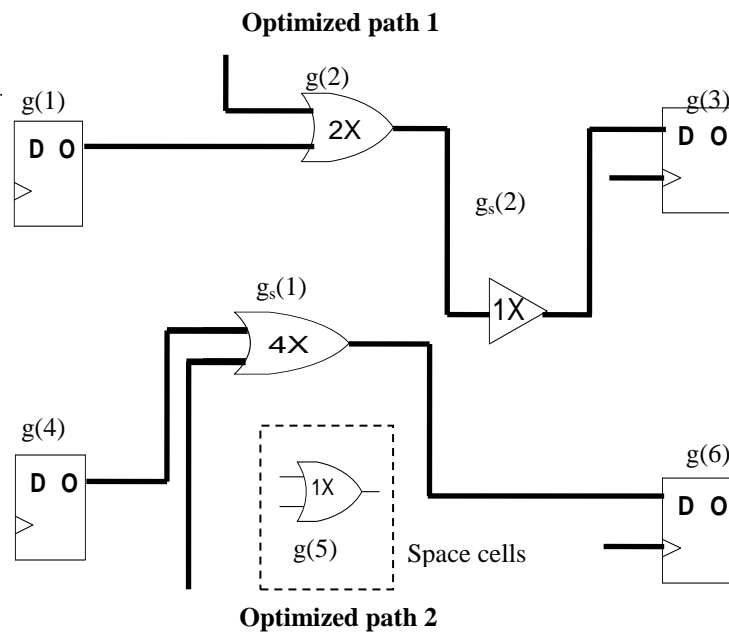 Optimized path 1
g(2)
g(1)
g(3)
D O
2X
D O
gs(2)
gs(1)
1X
4X
g(4)
g(6)
D O
1X
D O
g(5)
Space cells
Optimized path 2